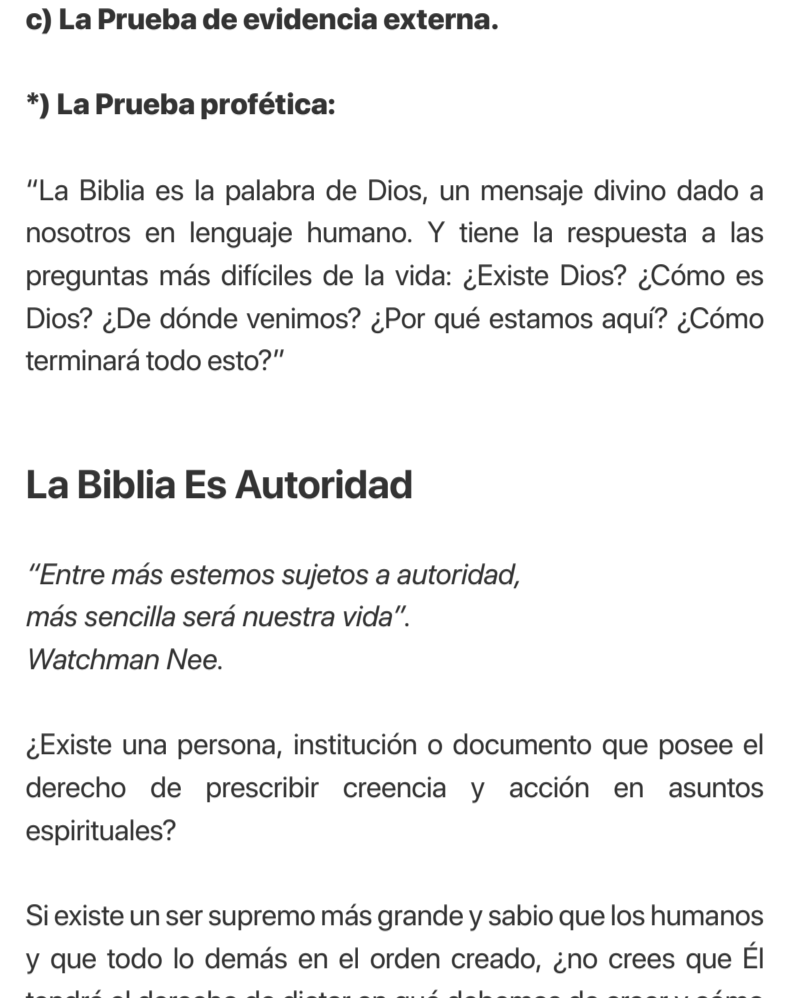 c) La Prueba de evidencia externa.
*) La Prueba profética:
“La Biblia es la palabra de Dios, un mensaje divino dado a
nosotros en lenguaje humano. Y tiene la respuesta a las
preguntas más difíciles de la vida: ¿Existe Dios? ¿Cómo es
Dios? ¿De dónde venimos? ¿Por qué estamos aquí? ¿Cómo
terminará todo esto?”
La Biblia Es Autoridad
“Entre más estemos sujetos a autoridad,
más sencilla será nuestra vida”.
Watchman Nee.
¿Existe una persona, institución o documento que posee el
derecho de prescribir creencia y acción en asuntos
espirituales?
Si existe un ser supremo más grande y sabio que los humanos
y que todo lo demás en el orden creado, ¿no crees que Él